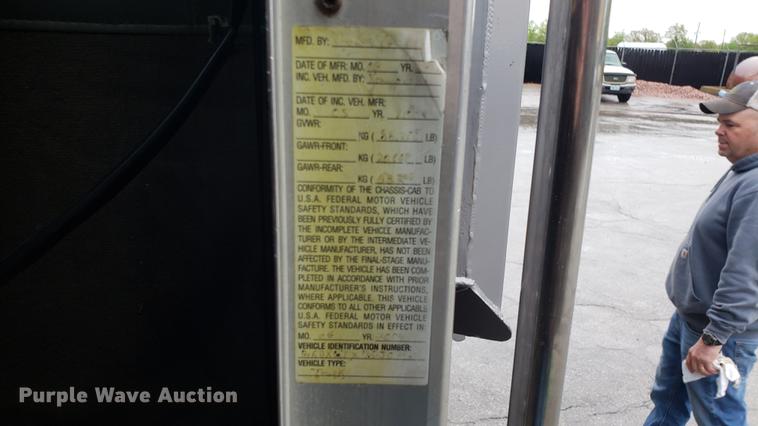 MFD. BY:
DATE OF MFR: MO. YR.
INC. VEH. MFD. BY:
DATE OF INC. VEH. MFR:
MO. 05 YR.
GVWR:
KG ( LB)
GAWR-FRONT:
KG ( LB)
GAWR-REAR:
KG ( LB)
CONFORMITY OF THE CHASSIS-CAB TO
U.S.A. FEDERAL MOTOR VEHICLE
SAFETY STANDARDS, WHICH HAVE
BEEN PREVIOUSLY FULLY CERTIFIED BY
THE INCOMPLETE VEHICLE MANUFAC-
TURER OR BY THE INTERMEDIATE VE-
HICLE MANUFACTURER, HAS NOT BEEN
AFFECTED BY THE FINAL-STAGE MANU-
FACTURE. THE VEHICLE HAS BEEN COM-
PLETED IN ACCORDANCE WITH PRIOR
MANUFACTURER'S INSTRUCTIONS,
WHERE APPLICABLE. THIS VEHICLE
CONFORMS TO ALL OTHER APPLICABLE
U.S.A. FEDERAL MOTOR VEHICLE
SAFETY STANDARDS IN EFFECT IN
MO. YR.
VEHICLE IDENTIFICATION NUMBER:
VEHICLE TYPE:
Purple Wave Auction